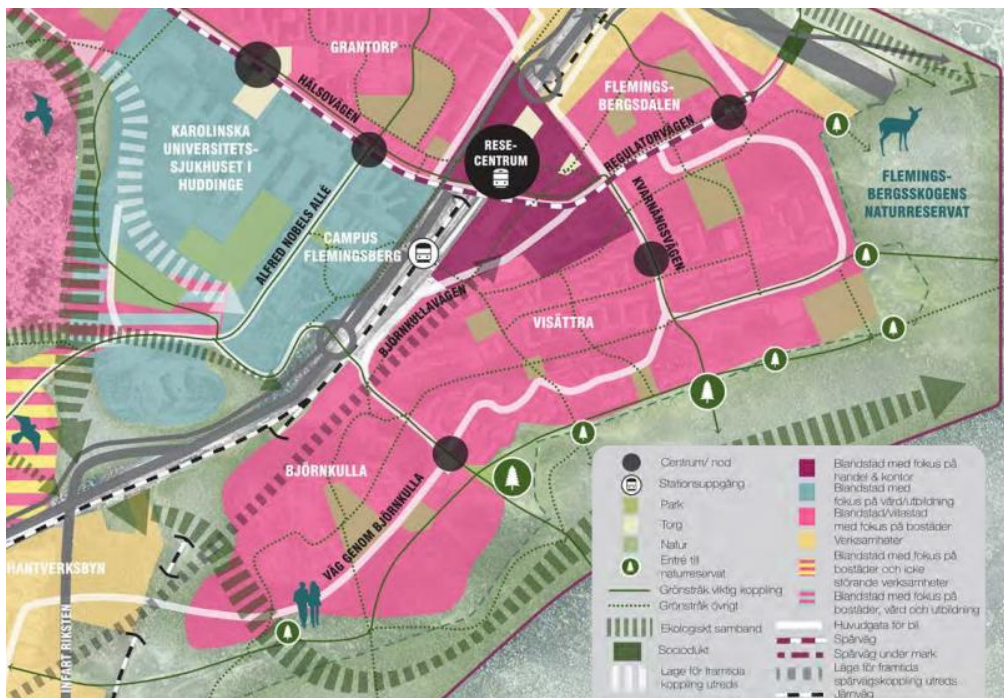 GRANTORP
HÄLSOVÄGEN
KAROLINSKA
UNIVERSITETS-
SJUKHUSET I
HUDDINGE
FLEMINGS-
BERGSDALEN
RESE-
CENTRUM
REGULATORVÄGEN
FLEMINGS-
BERGSSKOGENS
NATURRESERVAT
ALFRED NOBELS ALLÉ
CAMPUS
FLEMINGSBERG
KVARNÄNGSVÄGEN
BJÖRNKULLAVÄGEN
VISÄTTRA
BJÖRNKULLA
VÄG GENOM BJÖRNKULLA
HANTVERKSBYN
INFART RIKSTEN
Centrum/ nod
Stationsuppgång
Park
Torg
Natur
Entré till
naturreservat
Grönstråk viktig koppling
Grönstråk övrigt
Ekologiskt samband
Sociodukt
Läge för framtida
koppling utreds
Blandstad med fokus på
handel & kontor
Blandstad med
fokus på vård/utbildning
Blandstad/villastad
med fokus på bostäder
Verksamheter
Blandstad med fokus på
bostäder och icke
störande verksamheter
Blandstad med fokus på
bostäder, vård och utbildning
Huvudgata för bil
Spårväg
Spårväg under mark
Läge för framtida
spårvägskoppling utreds
Järnväg